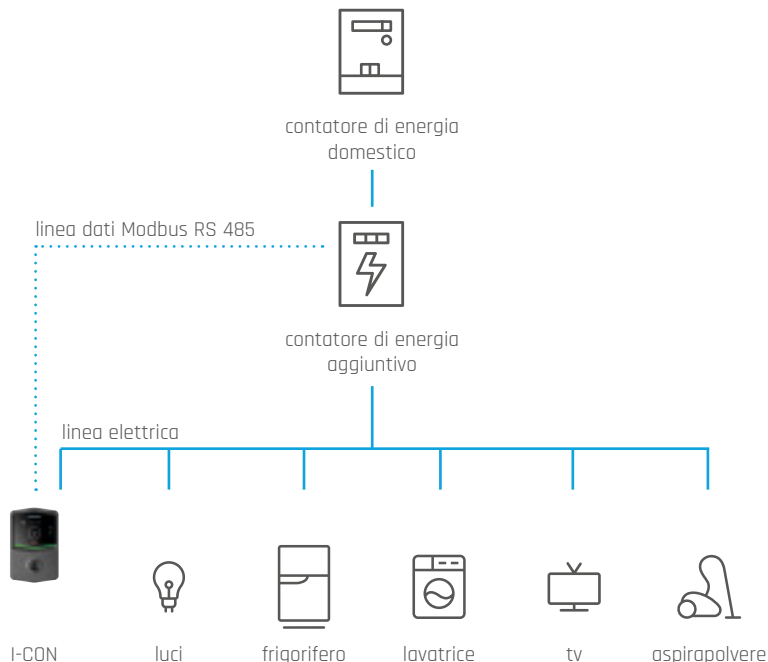 contatore di energia
domestico
linea dati Modbus RS 485
contatore di energia
aggiuntivo
linea elettrica
I-CON
luci
frigorifero
lavatrice
tv
aspirapolvere